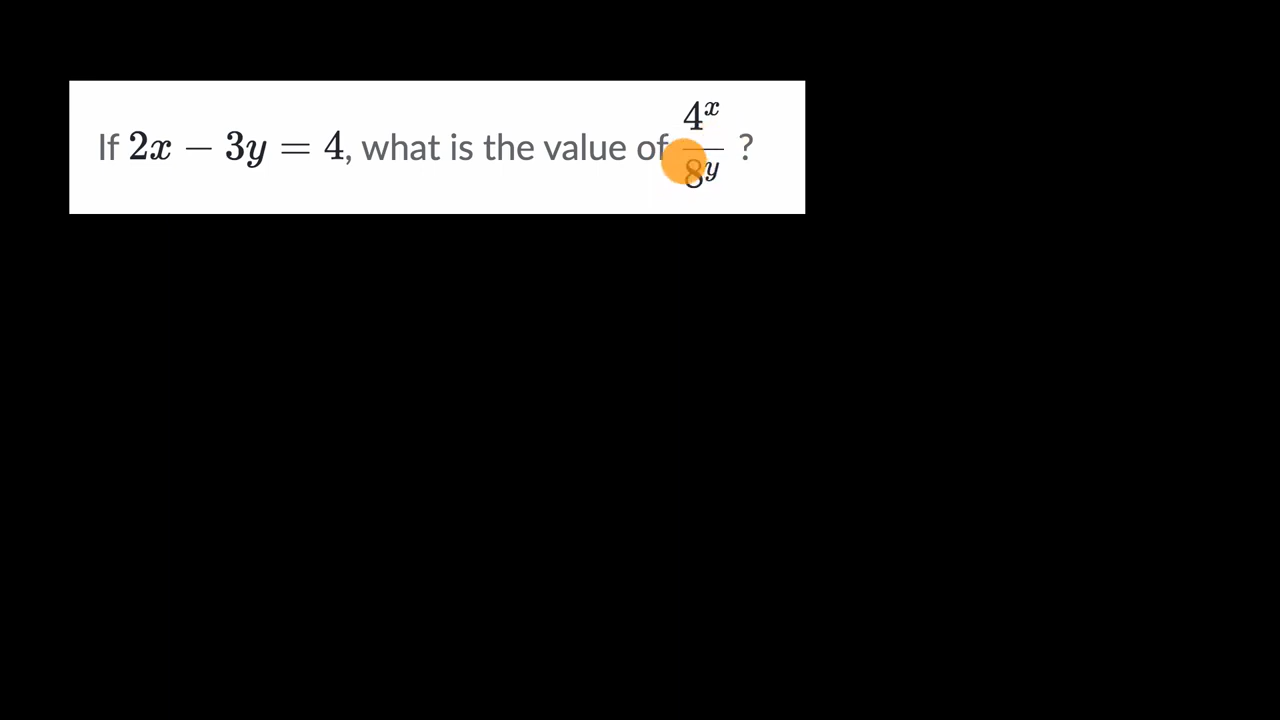 If 2x − 3y = 4, what is the value of 4^x/8^y ?